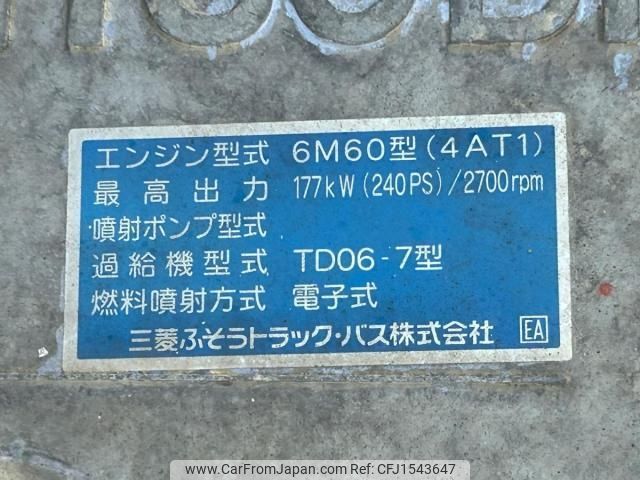 エンジン型式 6M60型(4AT1)
最高出力 177kW(240PS)/2700rpm
噴射ポンプ型式
過給機型式 TD06-7型
燃料噴射方式 電子式
三菱ふそうトラック・バス株式会社 EA
www.CarFromJapan.com | CFJ1543647